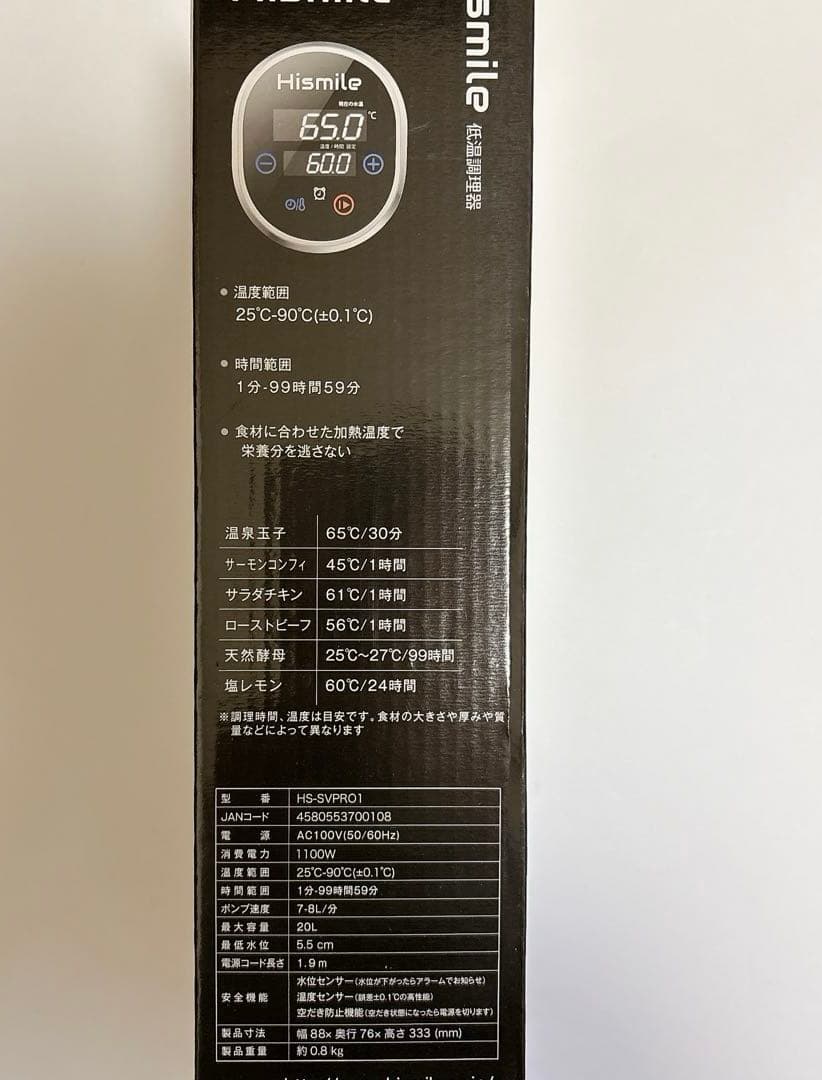 Hismile
smile 低温調理器
Hismile
現在の水温
65.0 ℃
温度/時間 設定
60.0
● 温度範囲
25℃-90℃(±0.1℃)
● 時間範囲
1分-99時間59分
● 食材に合わせた加熱温度で
栄養分を逃さない
温泉玉子 65℃/30分
サーモンコンフィ 45℃/1時間
サラダチキン 61℃/1時間
ローストビーフ 56℃/1時間
天然酵母 25℃〜27℃/99時間
塩レモン 60℃/24時間
※調理時間、温度は目安です。食材の大きさや厚みや質
量などによって異なります
型番 HS-SVPRO1
JANコード 4580553700108
電源 AC100V(50/60Hz)
消費電力 1100W
温度範囲 25℃-90℃(±0.1℃)
時間範囲 1分-99時間59分
ポンプ速度 7-8L/分
最大容量 20L
最低水位 5.5 cm
電源コード長さ 1.9 m
安全機能 水位センサー(水位が下がったらアラームでお知らせ)
温度センサー(誤差±0.1℃の高性能)
空だき防止機能(空だき状態になったら電源を切ります)
製品寸法 幅 88× 奥行 76× 高さ 333 (mm)
製品重量 約 0.8 kg